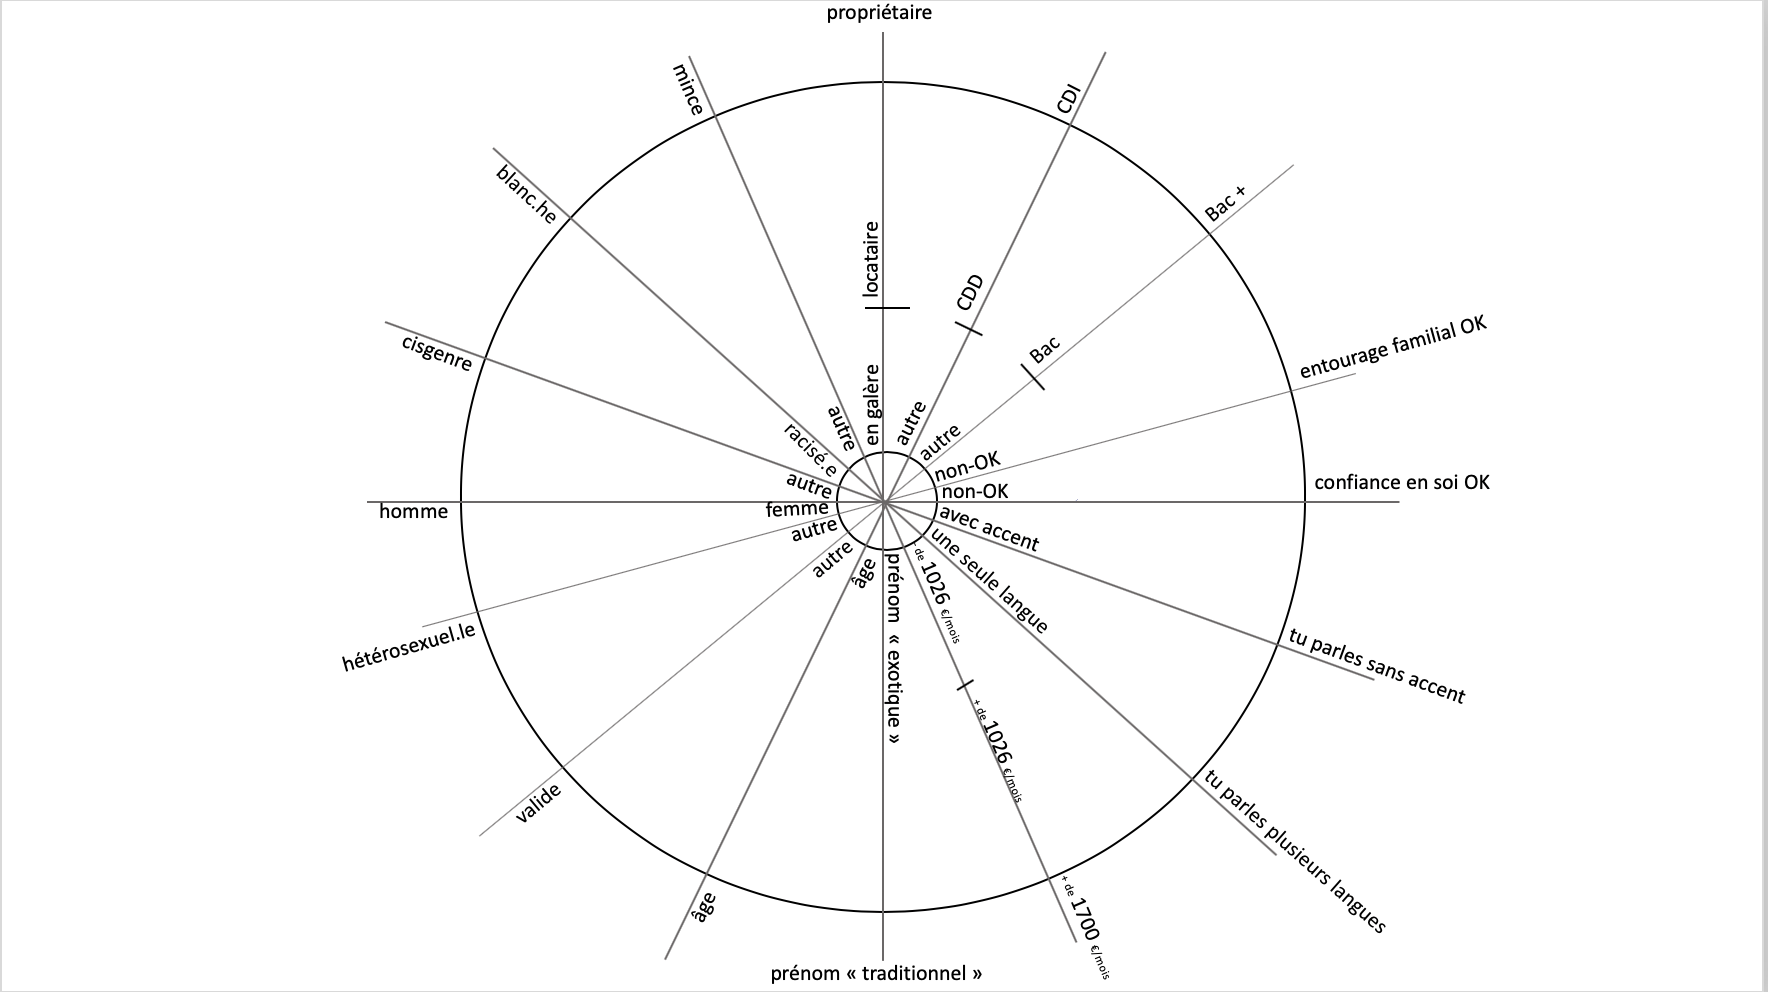 propriétaire
locataire
en galère
CDI
CDD
autre
Bac +
Bac
autre
entourage familial OK
non-OK
confiance en soi OK
non-OK
tu parles sans accent
avec accent
tu parles plusieurs langues
une seule langue
+ de 1700 €/mois
+ de 1026 €/mois
- de 1026 €/mois
prénom « traditionnel »
prénom « exotique »
âge
âge
valide
autre
hétérosexuel.le
autre
homme
femme
cisgenre
autre
blanc.he
racisé.e
mince
autre